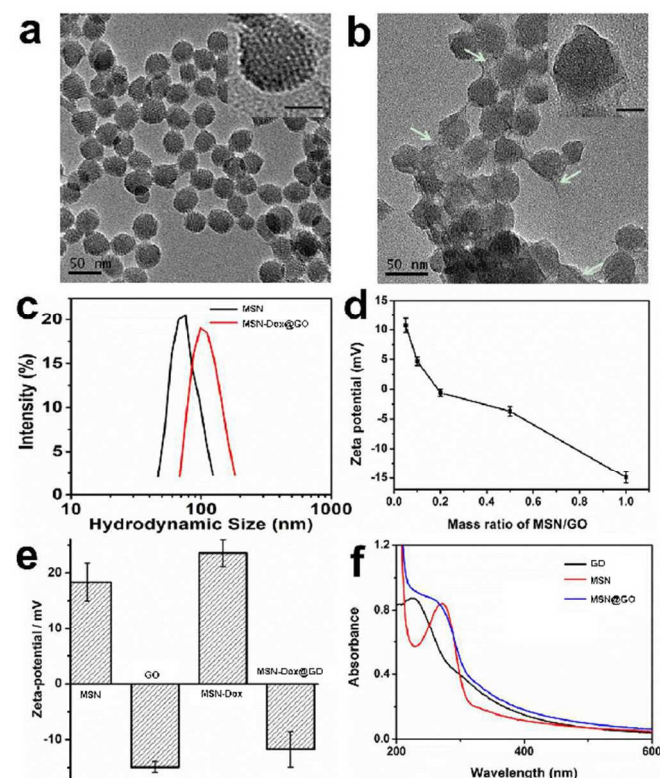 a
50 nm
b
50 nm
c
MSN
MSN-Dox@GO
20
15
10
5
0
Intensity (%)
10
100
1000
Hydrodynamic Size (nm)
d
15
10
5
0
-5
-10
-15
Zeta potential (mV)
0.0
0.2
0.4
0.6
0.8
1.0
Mass ratio of MSN/GO
e
20
0
-10
Zeta-potential / mV
MSN
GO
MSN-Dox
MSN-Dox@GO
f
GO
MSN
MSN@GO
1.2
0.8
0.4
0.0
Absorbance
200
300
400
500
600
Wavelength (nm)